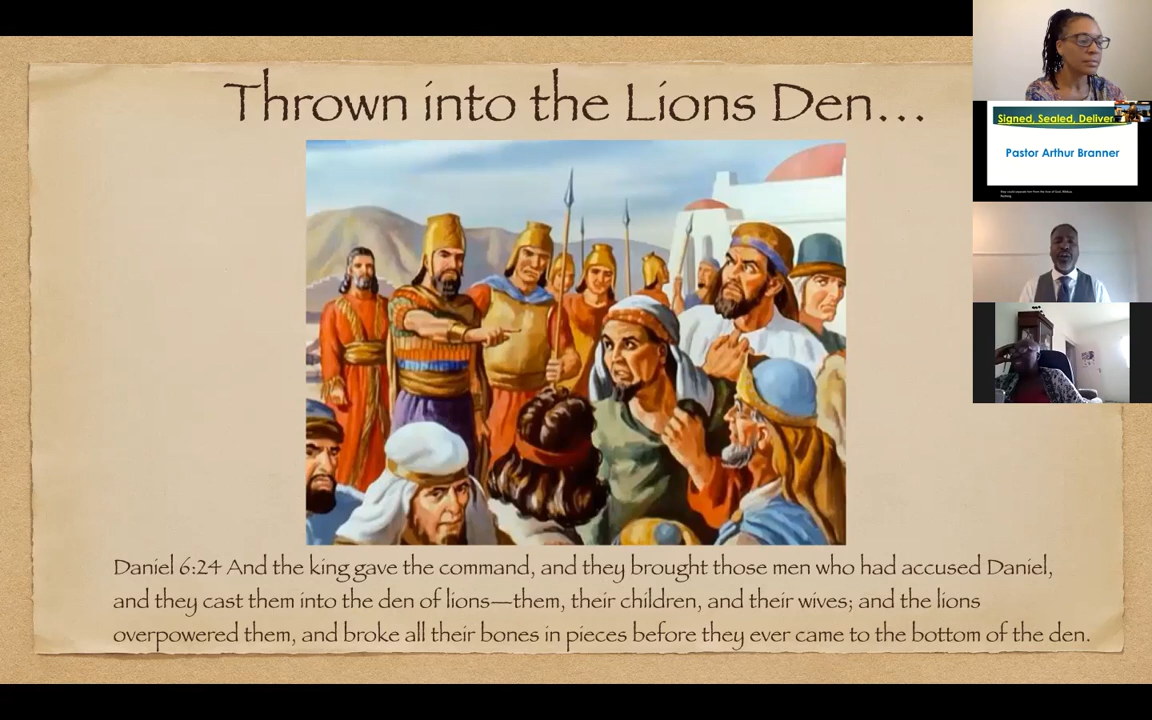 Thrown into the Lions Den...
Daniel 6:24 And the king gave the command, and they brought those men who had accused Daniel,
and they cast them into the den of lions—them, their children, and their wives; and the lions
overpowered them, and broke all their bones in pieces before they ever came to the bottom of the den.
Signed, Sealed, Deliver
Pastor Arthur Branner